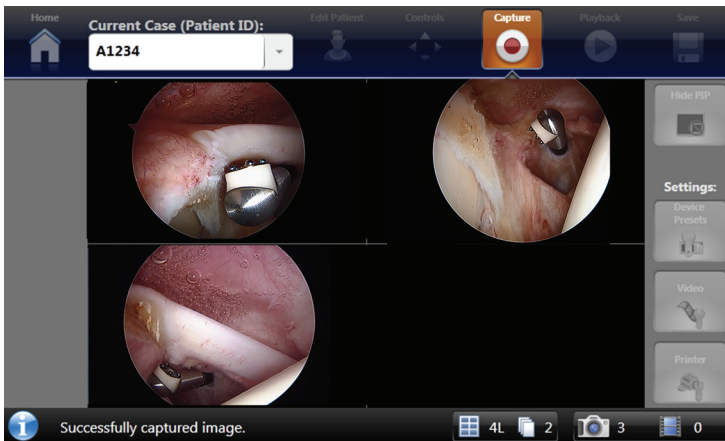 Home
Current Case (Patient ID):
A1234
Edit Patient
Controls
Capture
Playback
Save
Hide PIP
Settings:
Device
Presets
Video
Printer
Successfully captured image.
4L 2 3 0